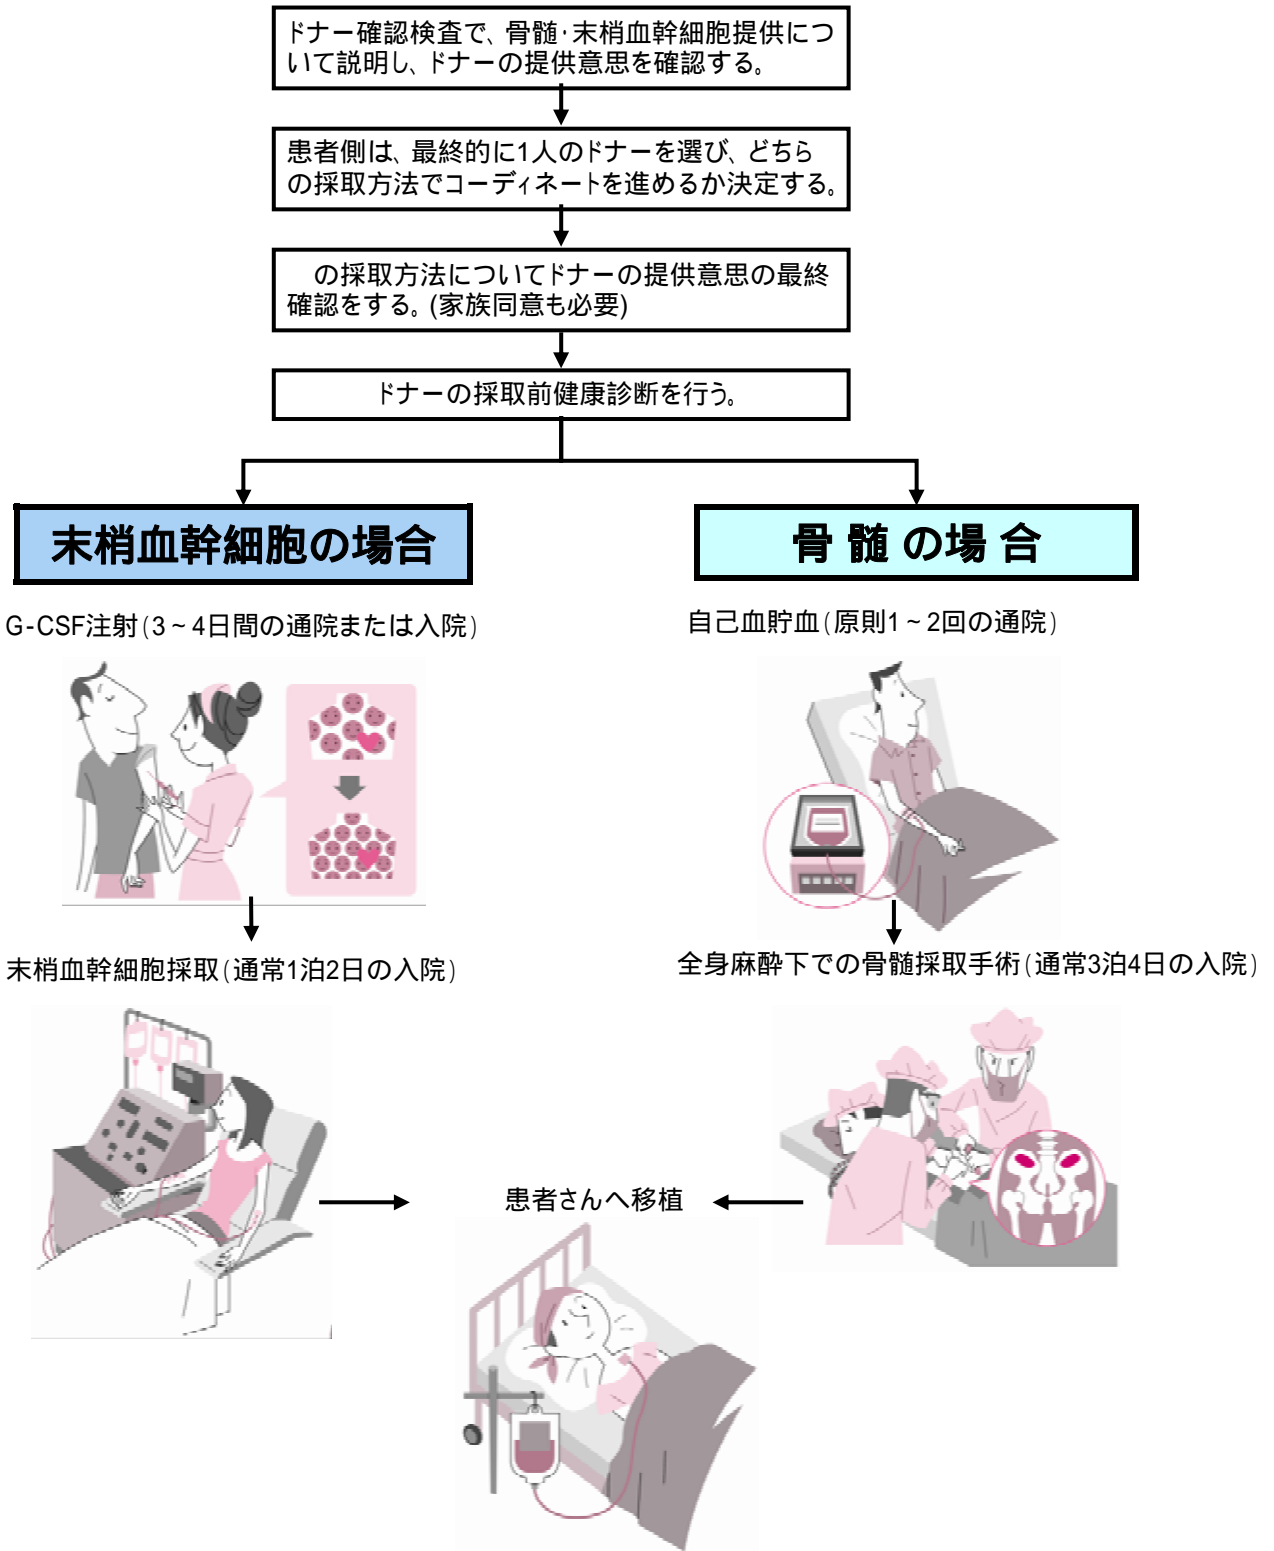 ドナー確認検査で、骨髄･末梢血幹細胞提供につ
いて説明し、ドナーの提供意思を確認する。
患者側は、最終的に1人のドナーを選び、どちら
の採取方法でコーディネートを進めるか決定する。
の採取方法についてドナーの提供意思の最終
確認をする。(家族同意も必要)
ドナーの採取前健康診断を行う。
末梢血幹細胞の場合
骨 髄 の場 合
G-CSF注射(3~4日間の通院または入院)
自己血貯血(原則1~2回の通院)
末梢血幹細胞採取(通常1泊2日の入院)
全身麻酔下での骨髄採取手術(通常3泊4日の入院)
患者さんへ移植